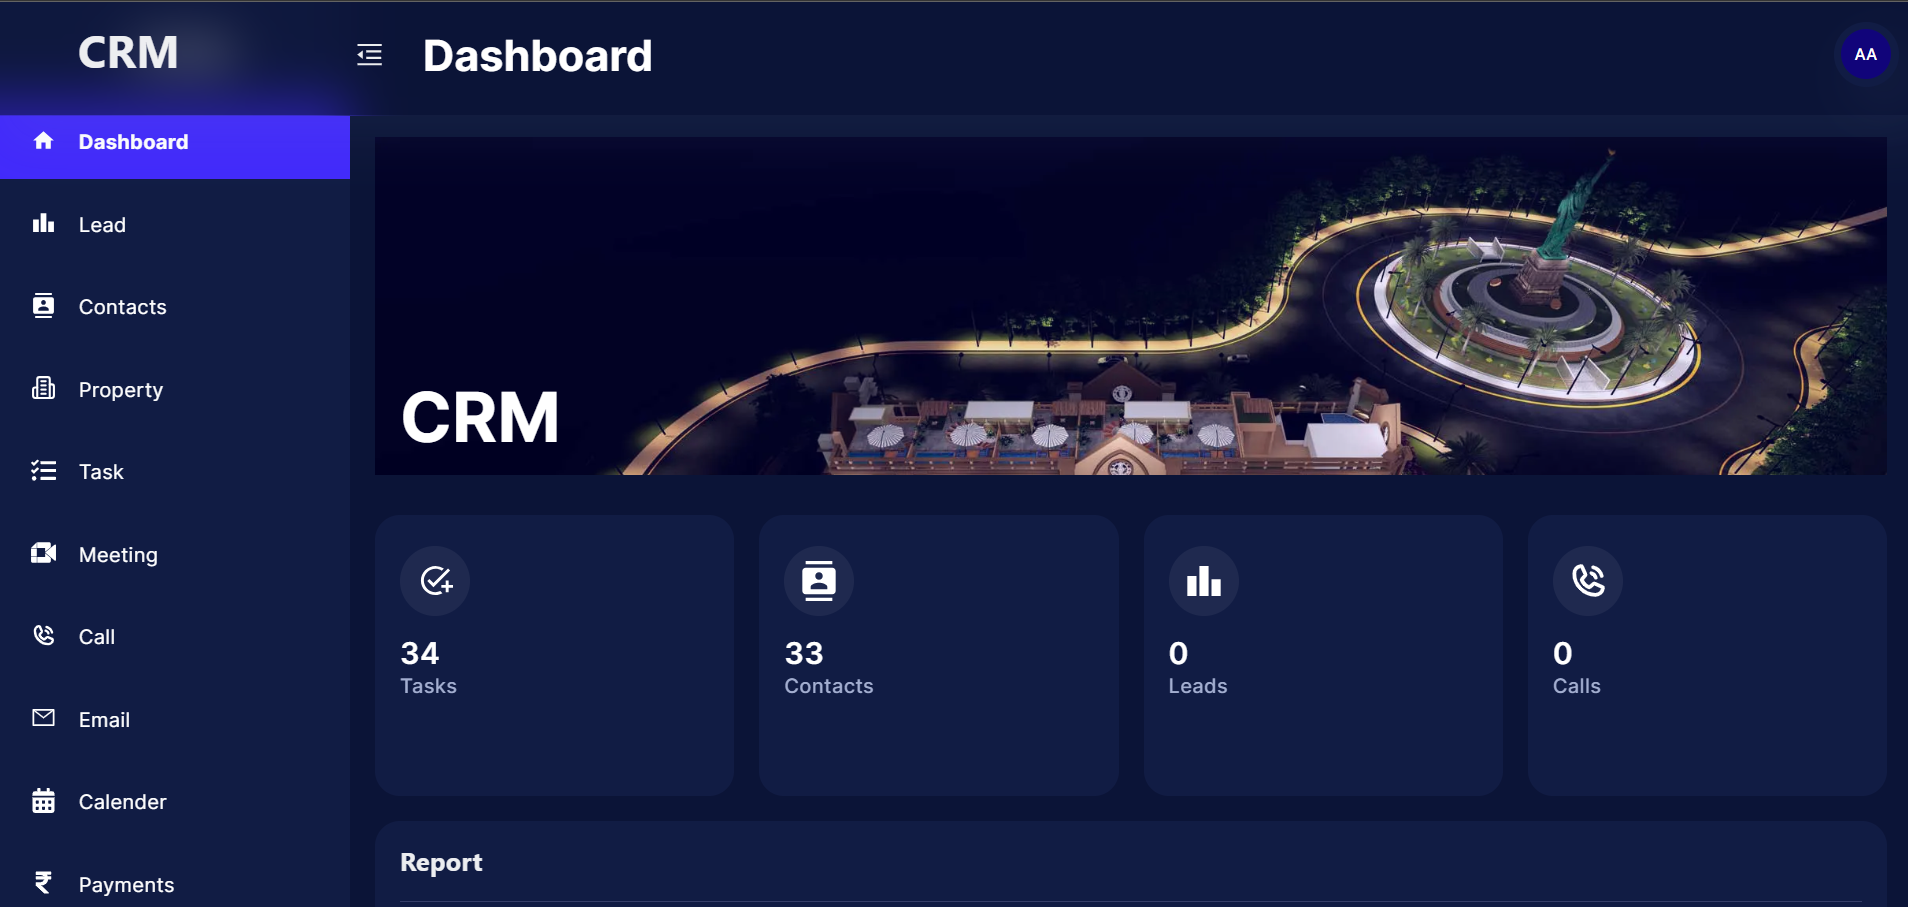 CRM
Dashboard
AA
Dashboard
Lead
Contacts
Property
Task
Meeting
Call
Email
Calender
Payments
CRM
34
Tasks
33
Contacts
0
Leads
0
Calls
Report